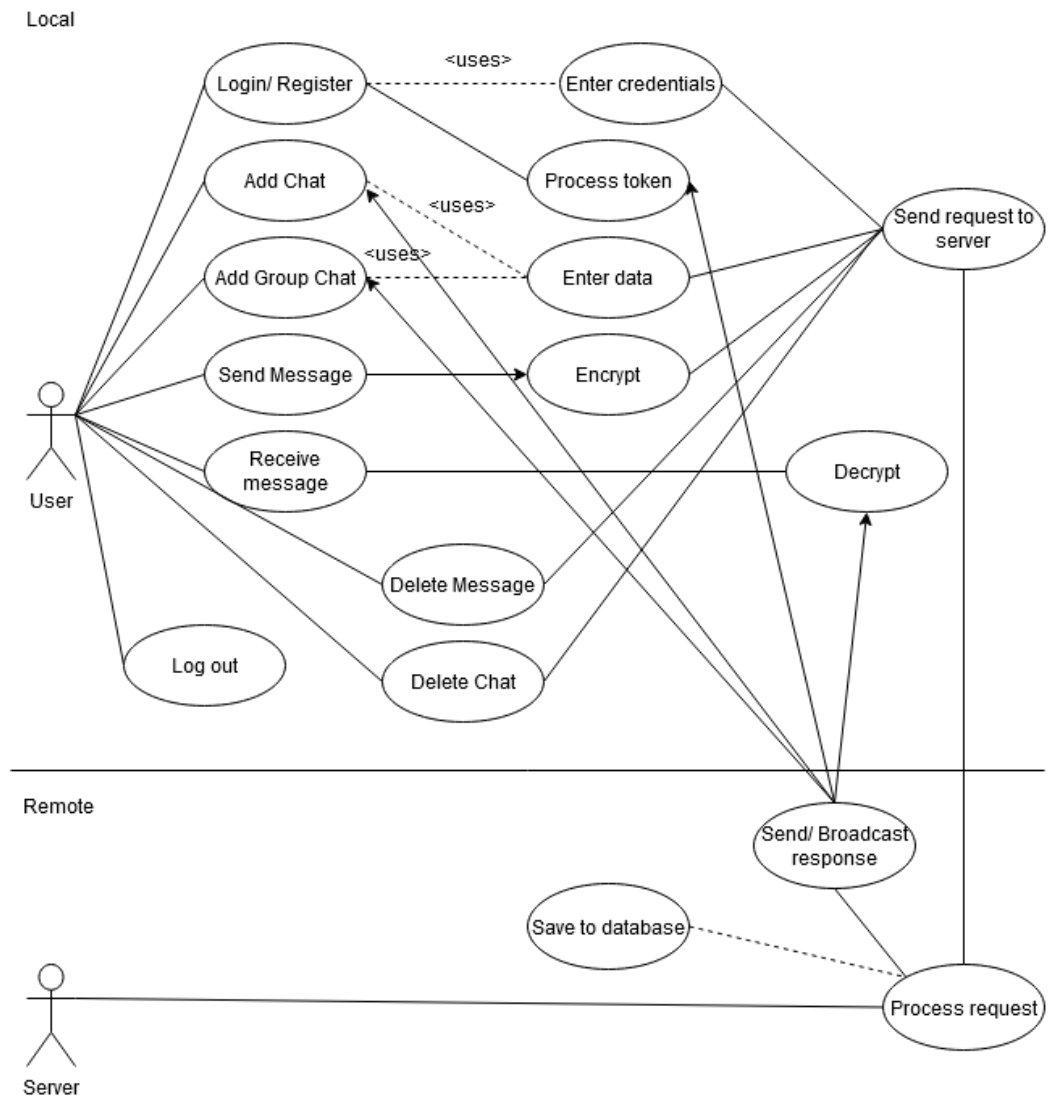 Local
<uses>
Login/ Register
Enter credentials
Add Chat
Process token
<uses>
Send request to
server
<uses>
Add Group Chat
Enter data
Send Message
Encrypt
Receive
message
Decrypt
User
Delete Message
Log out
Delete Chat
Remote
Send/ Broadcast
response
Save to database
Process request
Server